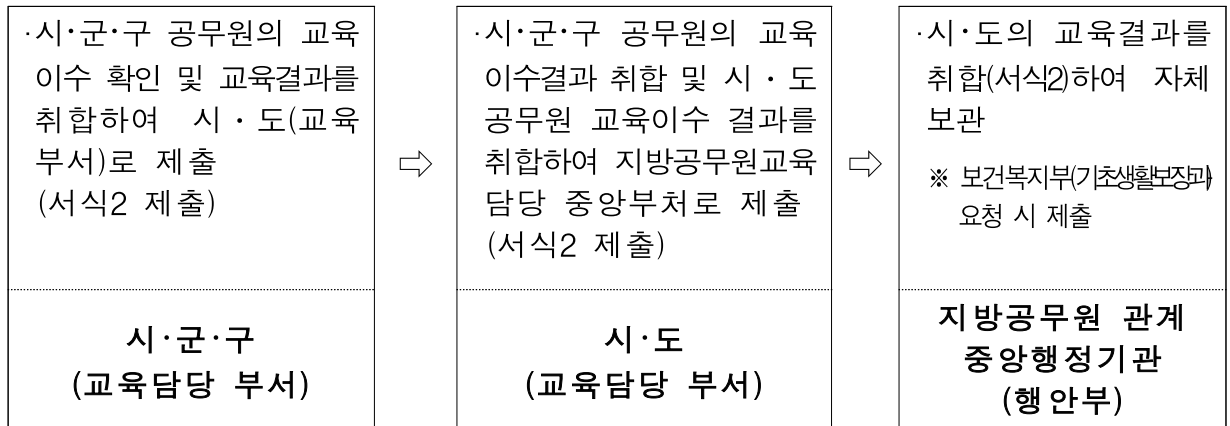 ·시·군·구 공무원의 교육
이수 확인 및 교육결과를
취합하여 시·도(교육
부서)로 제출
(서식2 제출)
시·군·구
(교육담당 부서)
⇨
·시·군·구 공무원의 교육
이수결과 취합 및 시·도
공무원 교육이수 결과를
취합하여 지방공무원교육
담당 중앙부처로 제출
(서식2 제출)
시·도
(교육담당 부서)
⇨
·시·도의 교육결과를
취합(서식2)하여 자체
보관
※ 보건복지부(기초생활보장과)
요청 시 제출
지방공무원 관계
중앙행정기관
(행안부)